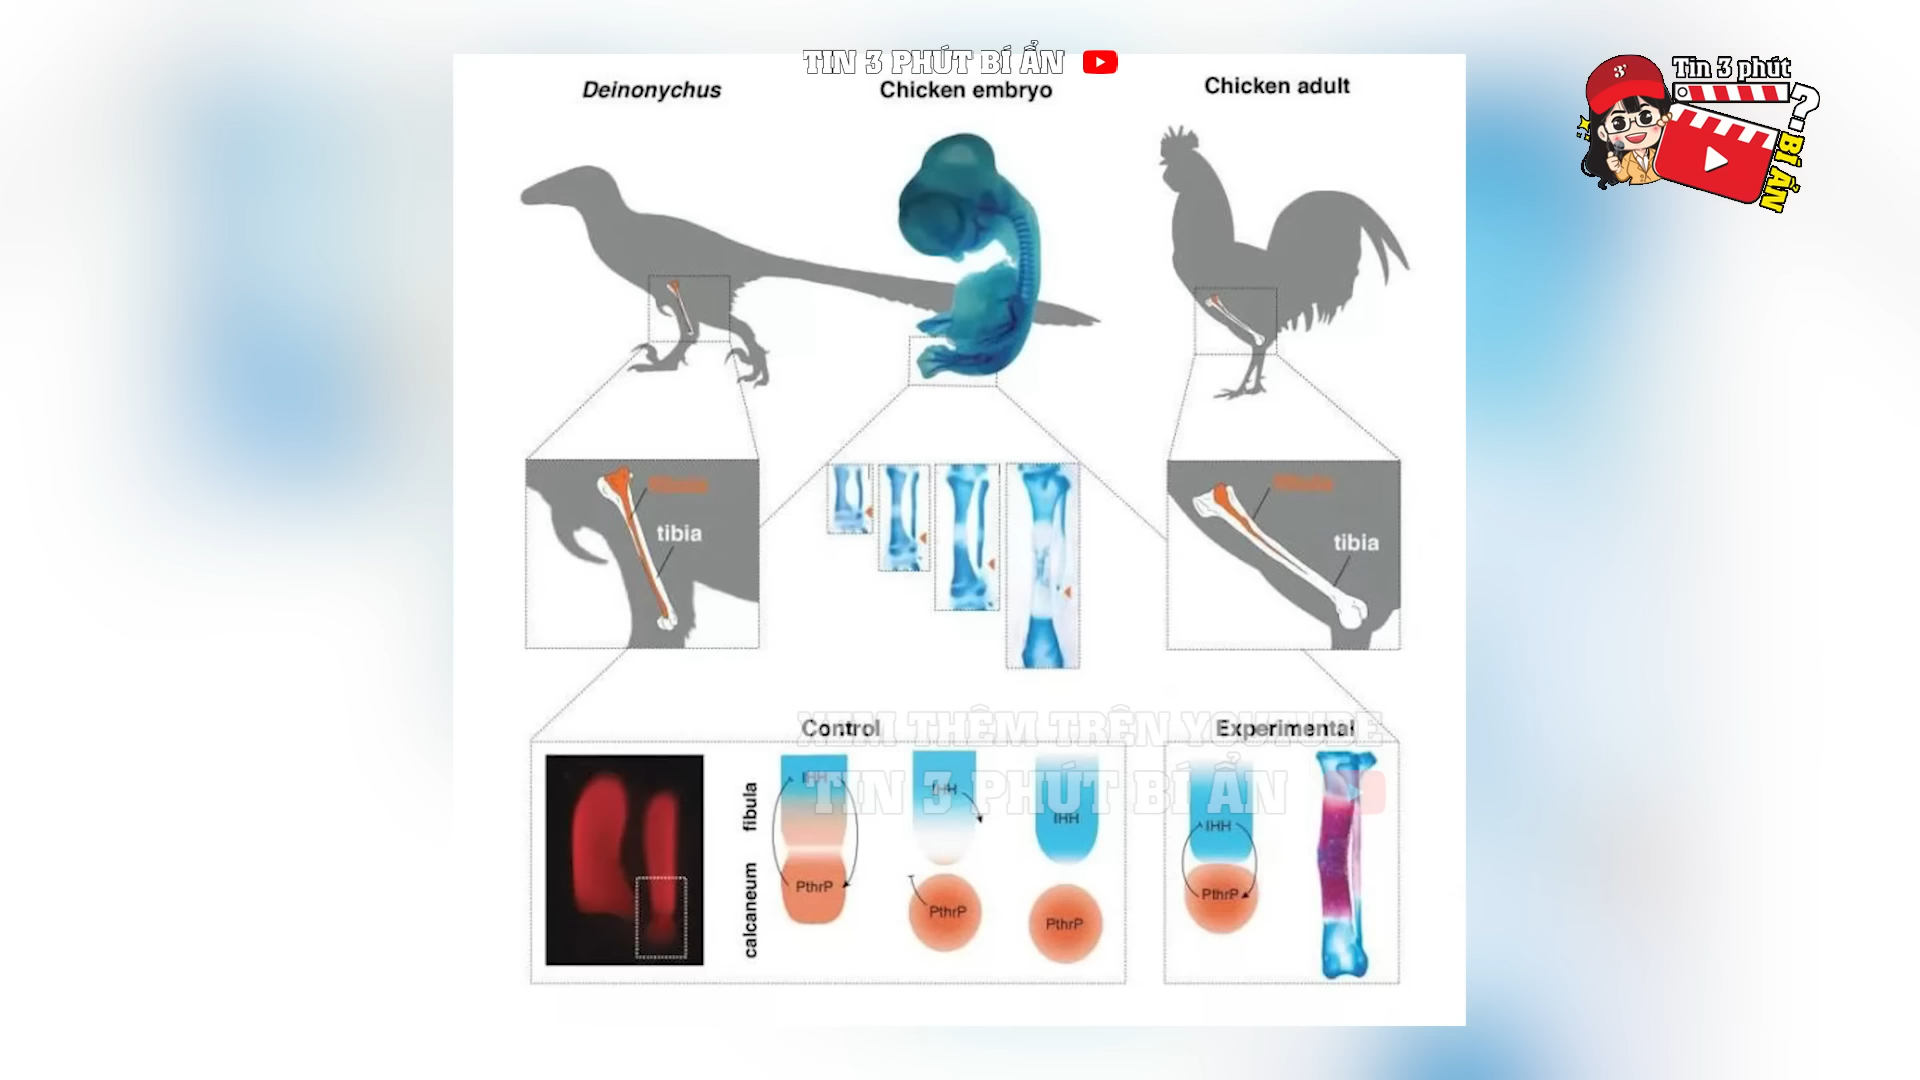 TIN 3 PHÚT BÍ ẨN
Tin 3 phút
3'
?
BÍ ẨN
Deinonychus
Chicken embryo
Chicken adult
fibula
tibia
fibula
tibia
XEM THÊM TRÊN YOUTUBE
TIN 3 PHÚT BÍ ẨN
Control
Experimental
fibula
calcaneum
IHH
PthrP
IHH
PthrP
IHH
PthrP
IHH
PthrP